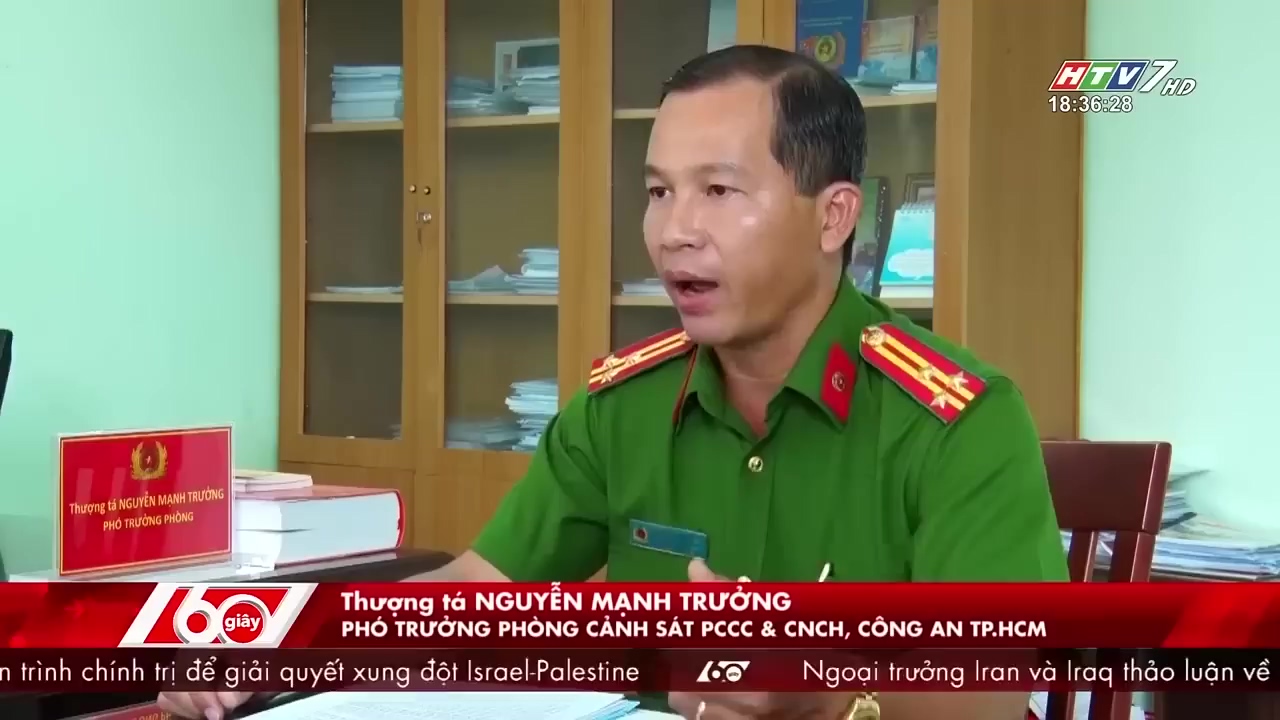 HTV7 HD
18:36:28
Thượng tá NGUYỄN MẠNH TRƯỞNG
PHÓ TRƯỞNG PHÒNG
60 giây
Thượng tá NGUYỄN MẠNH TRƯỞNG
PHÓ TRƯỞNG PHÒNG CẢNH SÁT PCCC & CNCH, CÔNG AN TP.HCM
trình chính trị để giải quyết xung đột Israel-Palestine 60 giây Ngoại trưởng Iran và Iraq thảo luận về